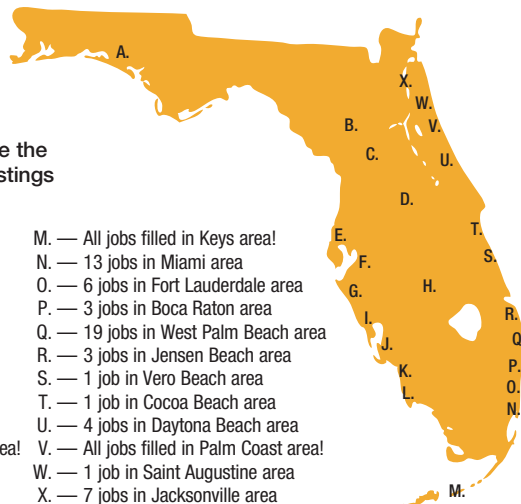 A.
X.
W.
B.
V.
C.
U.
e the
stings
D.
T.
E.
S.
F.
H.
G.
R.
I.
Q
J.
P.
K.
O.
L.
N.
M.
M. — All jobs filled in Keys area!
N. — 13 jobs in Miami area
O. — 6 jobs in Fort Lauderdale area
P. — 3 jobs in Boca Raton area
Q. — 19 jobs in West Palm Beach area
R. — 3 jobs in Jensen Beach area
S. — 1 job in Vero Beach area
T. — 1 job in Cocoa Beach area
U. — 4 jobs in Daytona Beach area
ea! V. — All jobs filled in Palm Coast area!
W. — 1 job in Saint Augustine area
X. — 7 jobs in Jacksonville area